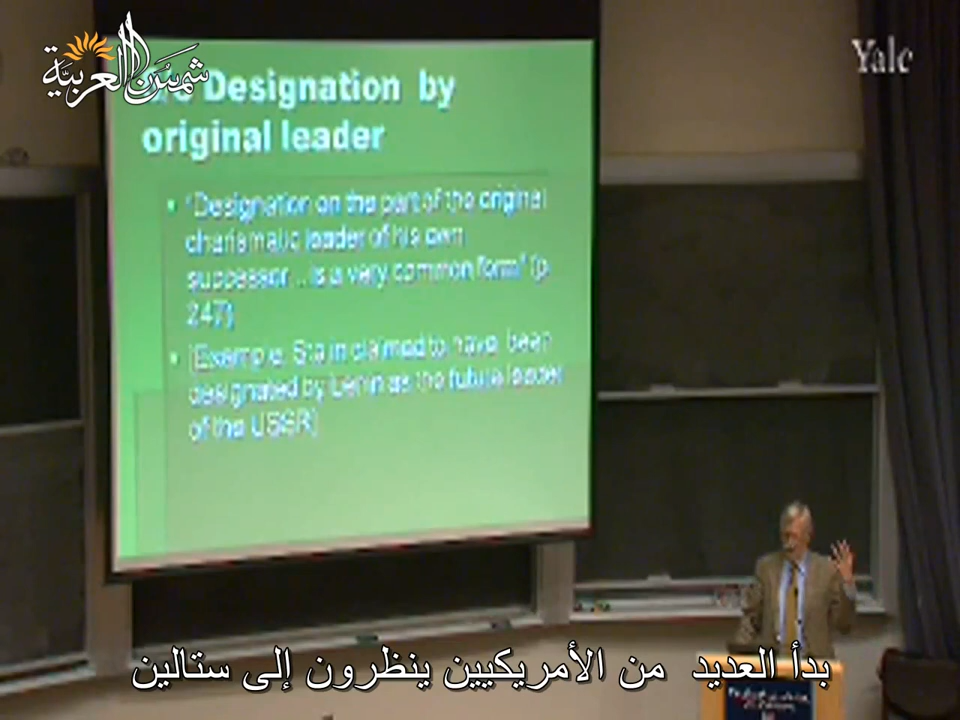 شمس العربية
Yale
Designation by
original leader
"Designation on the part of the original
charismatic leader of his own
successor...is a very common form" (p.
247)
[Example: Stalin claimed to have been
designated by Lenin as the future leader
of the USSR]
بدأ العديد من الأمريكيين ينظرون إلى ستالين